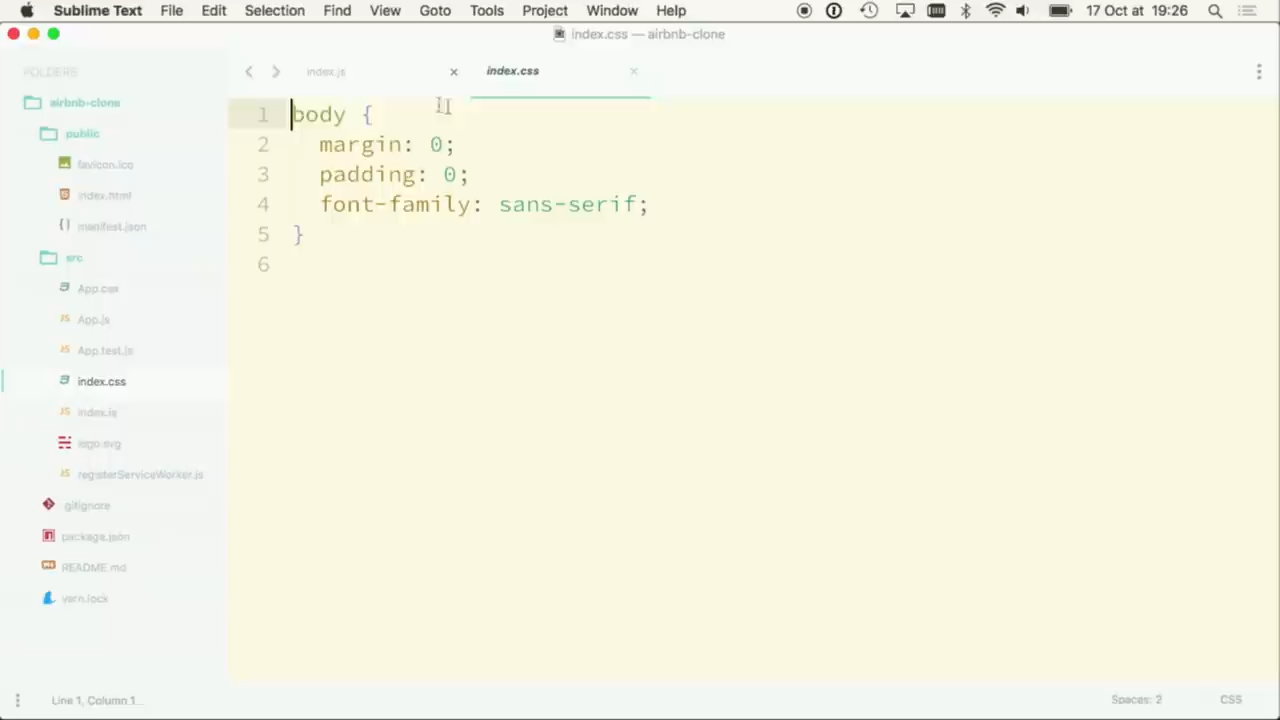 Sublime Text File Edit Selection Find View Goto Tools Project Window Help 17 Oct at 19:26
index.css — airbnb-clone
FOLDERS
airbnb-clone
public
favicon.ico
index.html
manifest.json
src
App.css
App.js
App.test.js
index.css
index.js
logo.svg
registerServiceWorker.js
.gitignore
package.json
README.md
yarn.lock
index.js index.css
1 body {
2 margin: 0;
3 padding: 0;
4 font-family: sans-serif;
5 }
6
Line 1, Column 1...
Spaces: 2 CSS